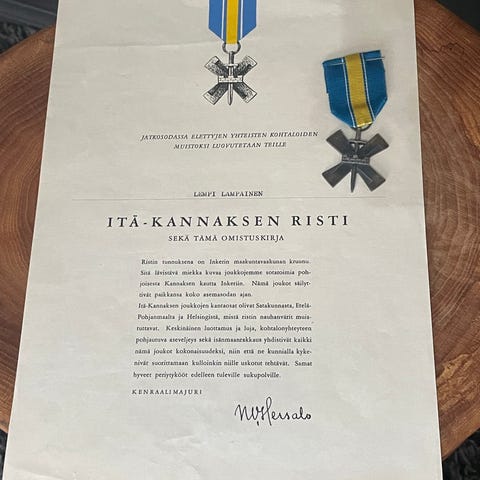 JATKOSODASSA ELETTYJEN YHTEISTEN KOHTALOIDEN
MUISTOKSI LUOVUTETAAN TEILLE
LEMPI LAMPAINEN
ITÄ-KANNAKSEN RISTI
SEKÄ TÄMÄ OMISTUSKIRJA
Ristin tunnuksena on Inkerin maakuntavaakunan kruunu.
Sitä lävistävä miekka kuvaa joukkojemme sotatoimia poh-
joisesta Kannaksen kautta Inkeriin. Nämä joukot säilyt-
tivät paikkansa koko asemasodan ajan.
Itä-Kannaksen joukkojen kantaosat olivat Satakunnasta, Etelä-
Pohjanmaalta ja Helsingistä, mistä ristin nauhanvärit muis-
tuttavat. Keskinäinen luottamus ja luja, kohtalonyhteyteen
pohjautuva aseveljeys sekä isänmaanrakkaus yhdistivät kaikki
nämä joukot kokonaisuudeksi, niin että ne kunnialla kyke-
nivät suorittamaan kulloinkin niille uskotut tehtävät. Samat
hyveet periytykööt edelleen tuleville sukupolville.
KENRAALIMAJURI
NVHersalo